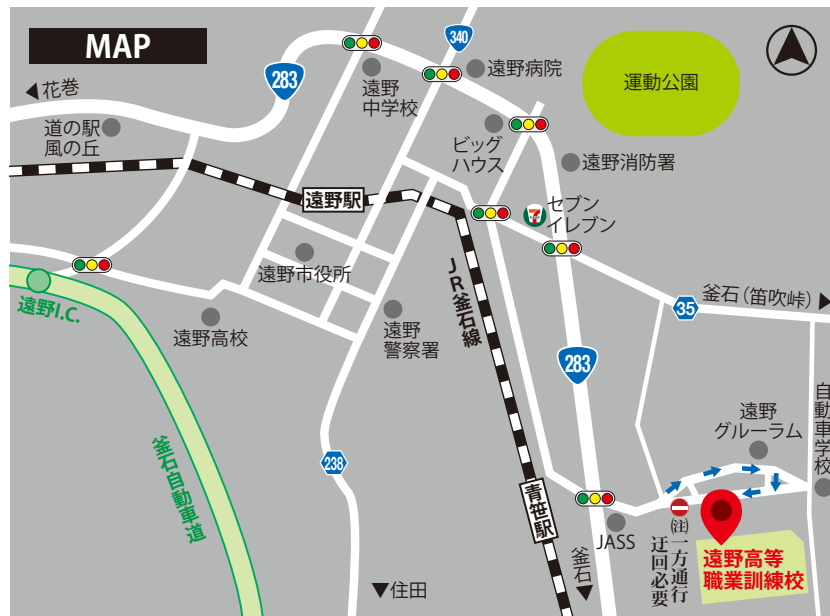 MAP
340
283
花巻
遠野
中学校
遠野病院
運動公園
道の駅
風の丘
ビッグ
ハウス
遠野消防署
遠野駅
7
セブン
イレブン
遠野市役所
JR釜石線
遠野I.C.
遠野高校
遠野
警察署
35
釜石(笛吹峠)
283
自動車学校
遠野
グルーラム
釜石自動車道
238
青笹駅
JASS
(注)一方通行
迂回必要
遠野高等
職業訓練校
住田
釜石